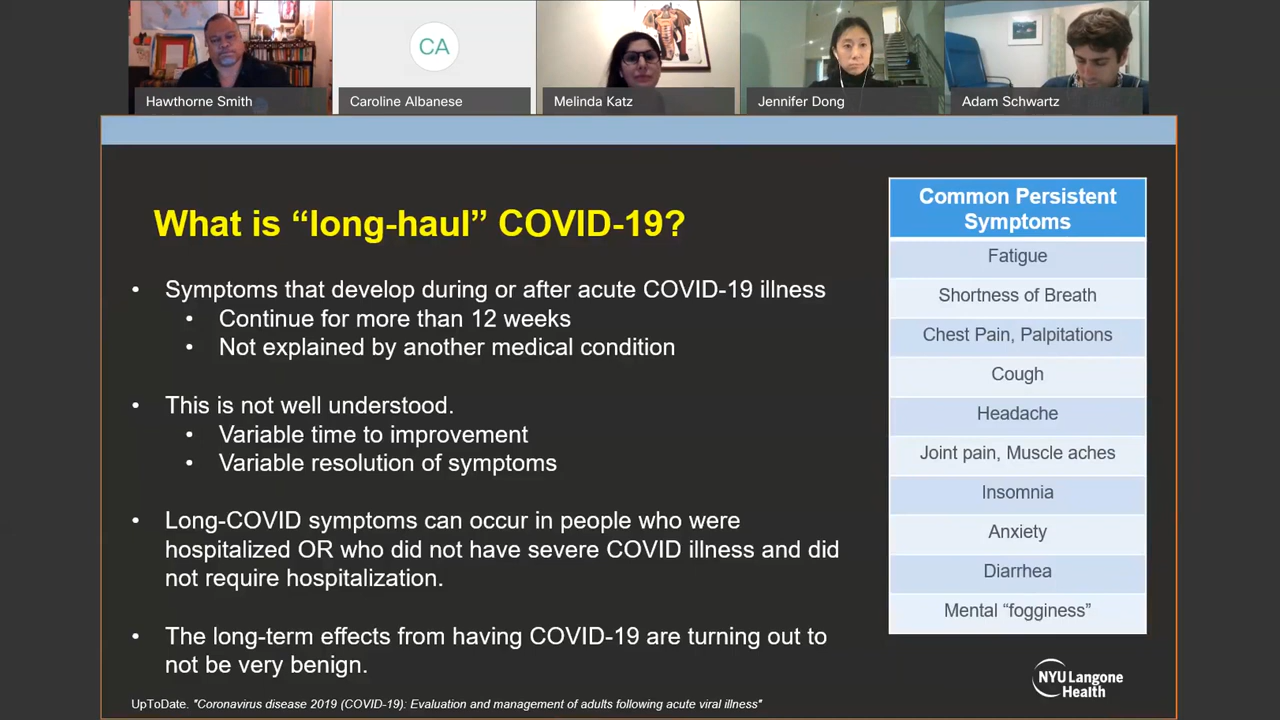 CA
Hawthorne Smith
Caroline Albanese
Melinda Katz
Jennifer Dong
Adam Schwartz
What is “long-haul” COVID-19?
• Symptoms that develop during or after acute COVID-19 illness
• Continue for more than 12 weeks
• Not explained by another medical condition
• This is not well understood.
• Variable time to improvement
• Variable resolution of symptoms
• Long-COVID symptoms can occur in people who were
hospitalized OR who did not have severe COVID illness and did
not require hospitalization.
• The long-term effects from having COVID-19 are turning out to
not be very benign.
Common Persistent
Symptoms
Fatigue
Shortness of Breath
Chest Pain, Palpitations
Cough
Headache
Joint pain, Muscle aches
Insomnia
Anxiety
Diarrhea
Mental “fogginess”
NYU Langone
Health
UpToDate. "Coronavirus disease 2019 (COVID-19): Evaluation and management of adults following acute viral illness"